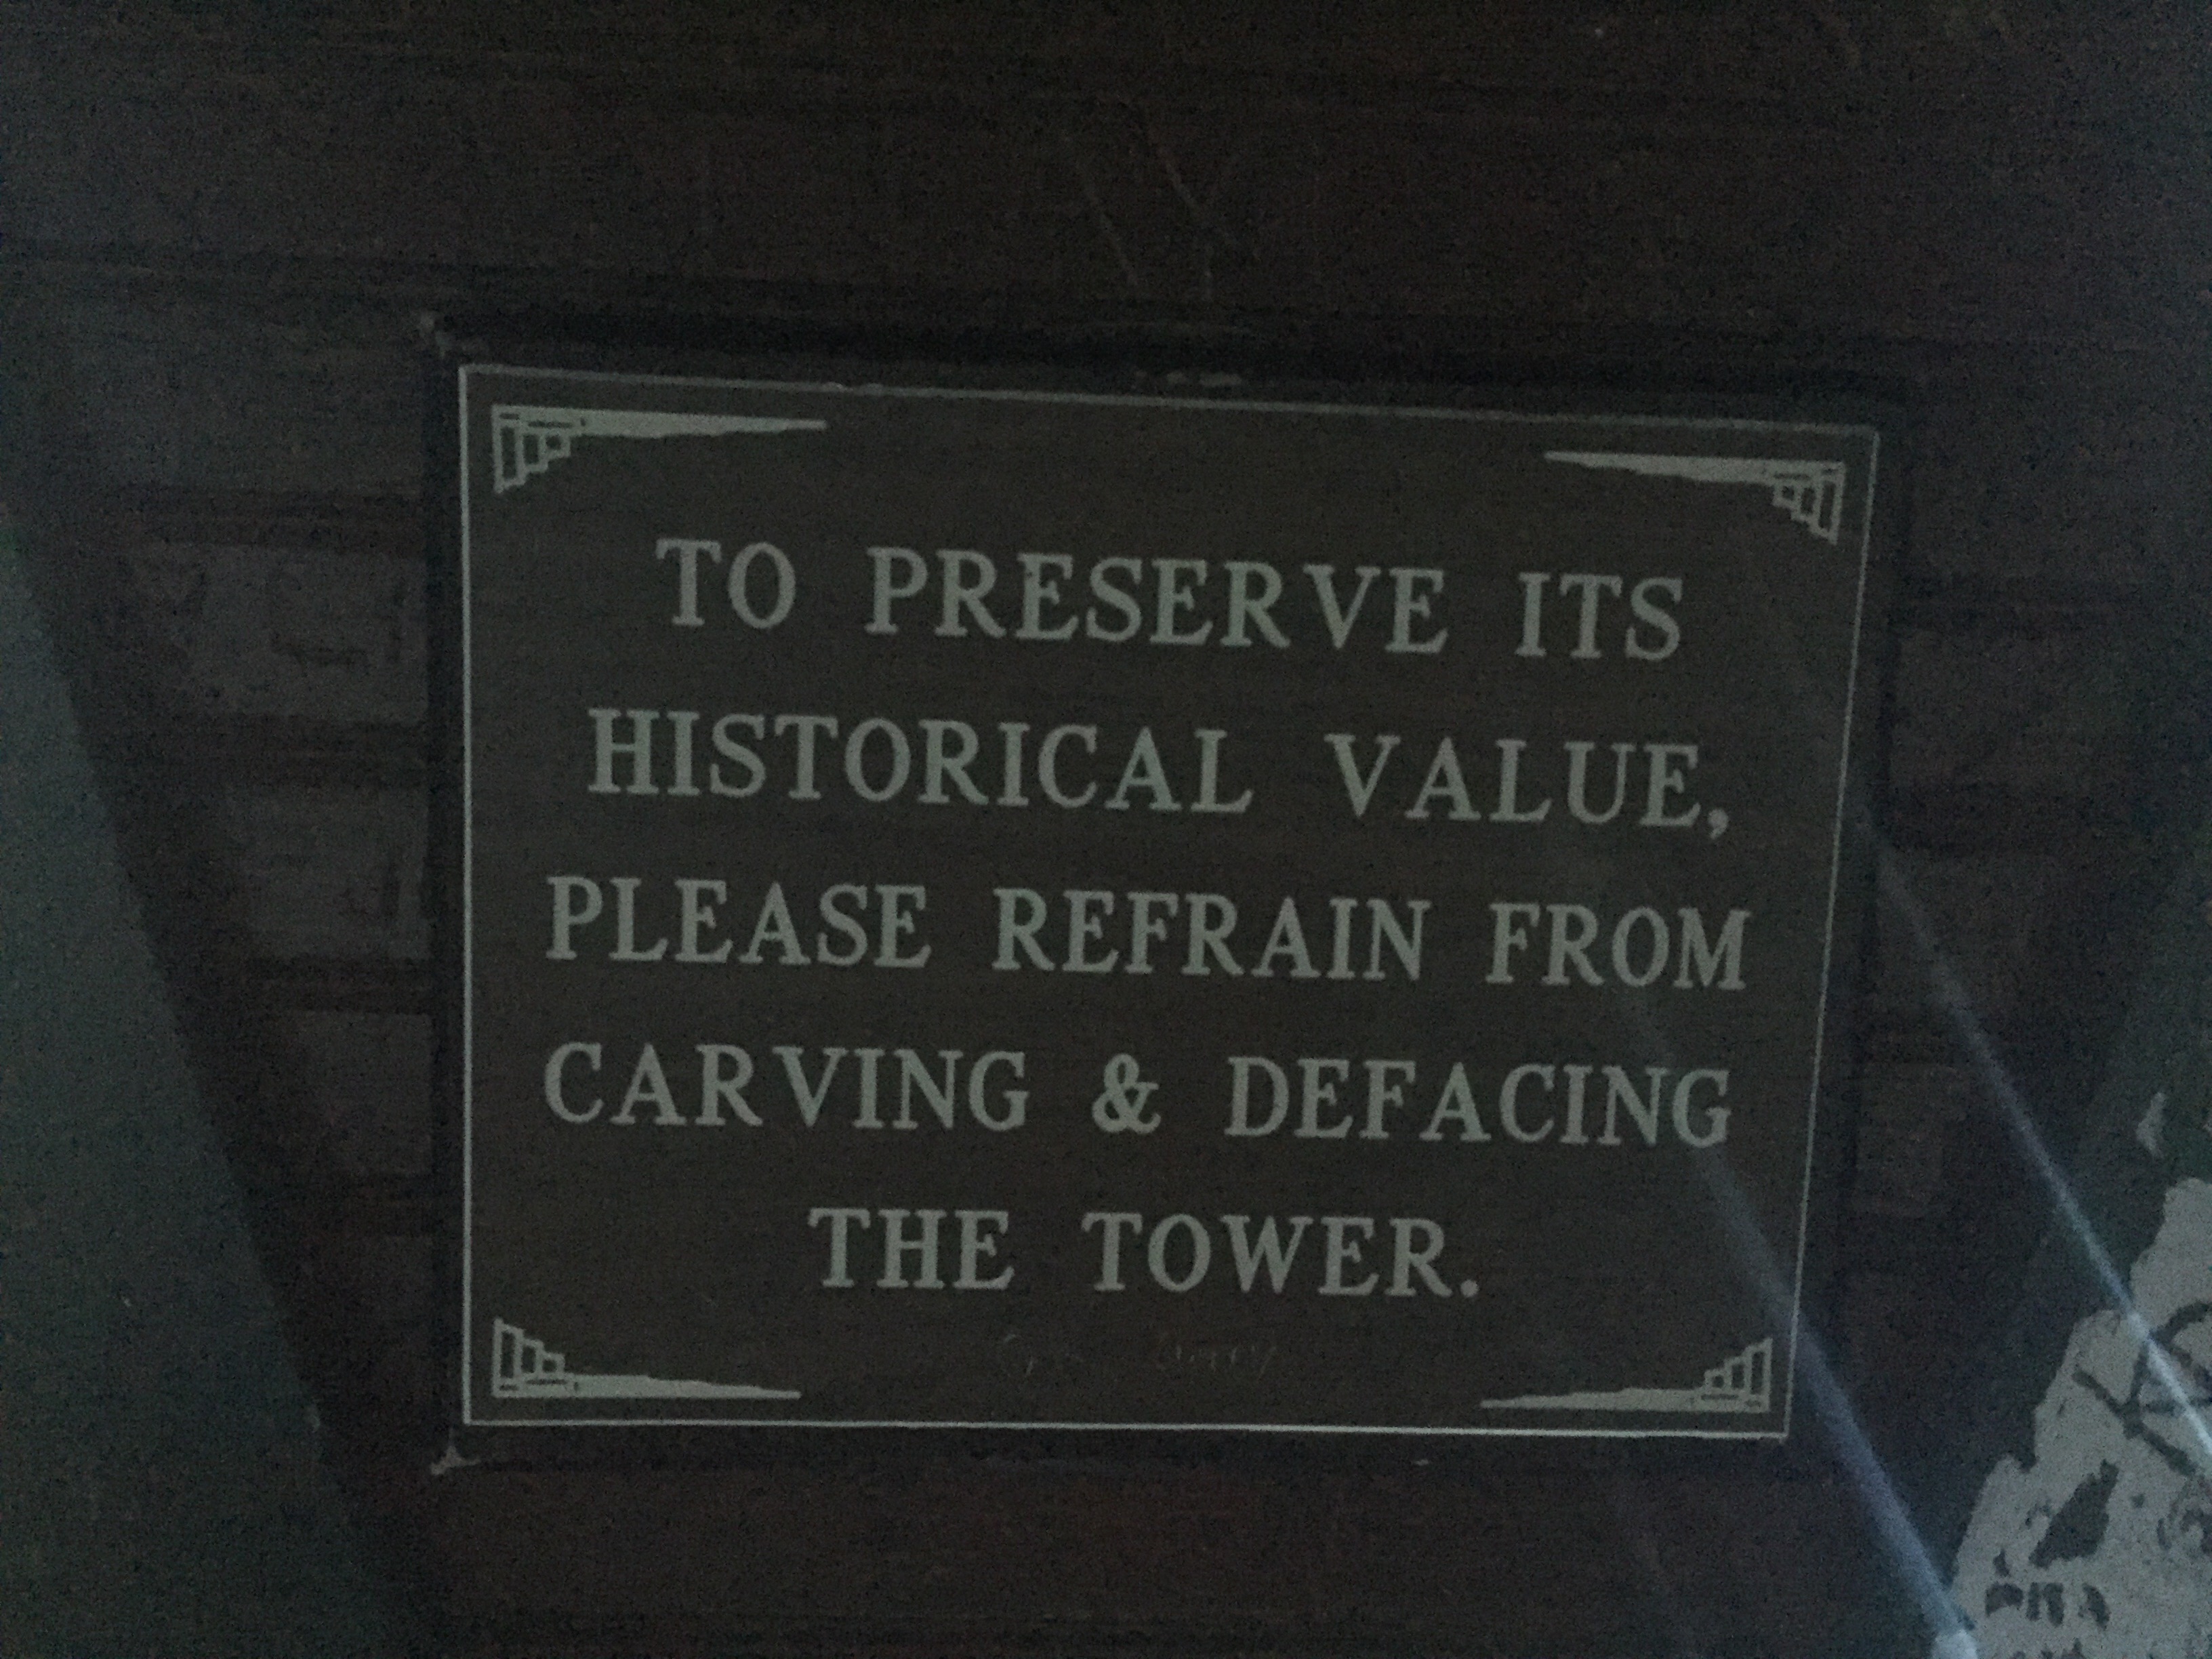 TO PRESERVE ITS
HISTORICAL VALUE,
PLEASE REFRAIN FROM
CARVING & DEFACING
THE TOWER.